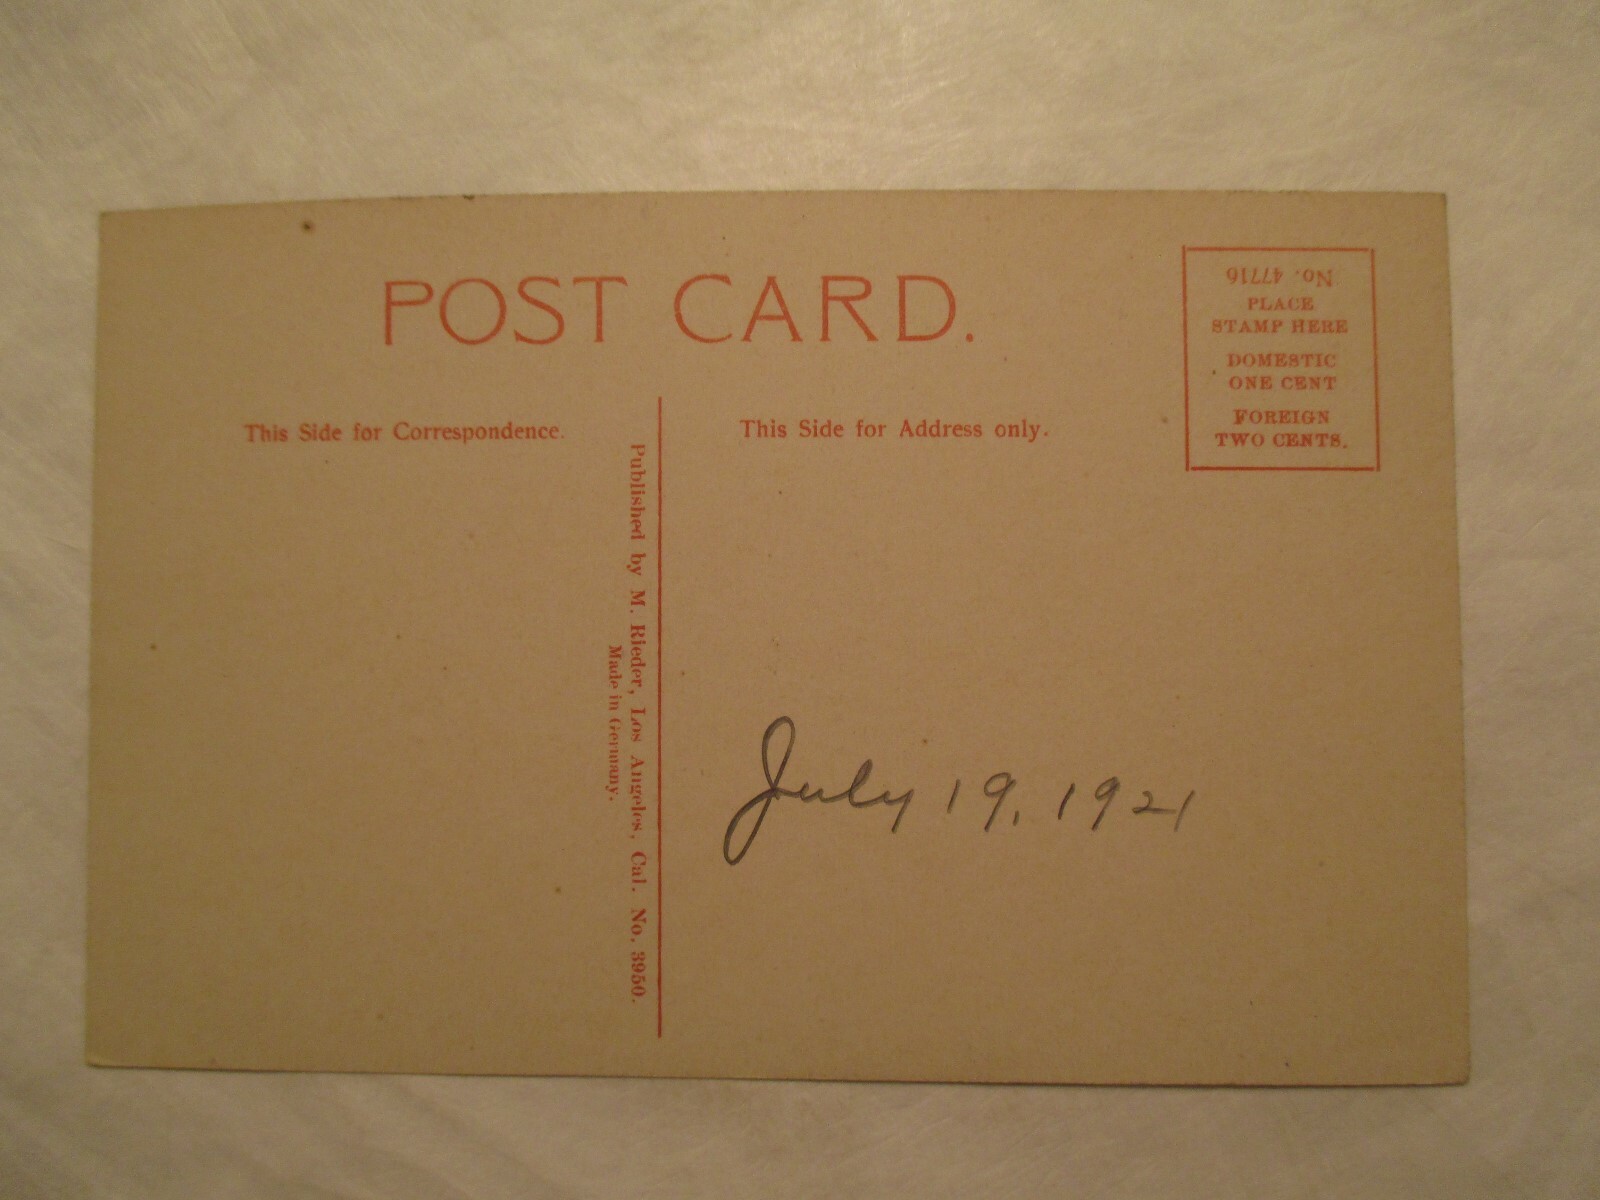 POST CARD.
No. 47716
PLACE
STAMP HERE
DOMESTIC
ONE CENT
FOREIGN
TWO CENTS.
This Side for Correspondence.
This Side for Address only.
Published by M. Rieder, Los Angeles, Cal. No. 3950.
Made in Germany.
July 19, 1921